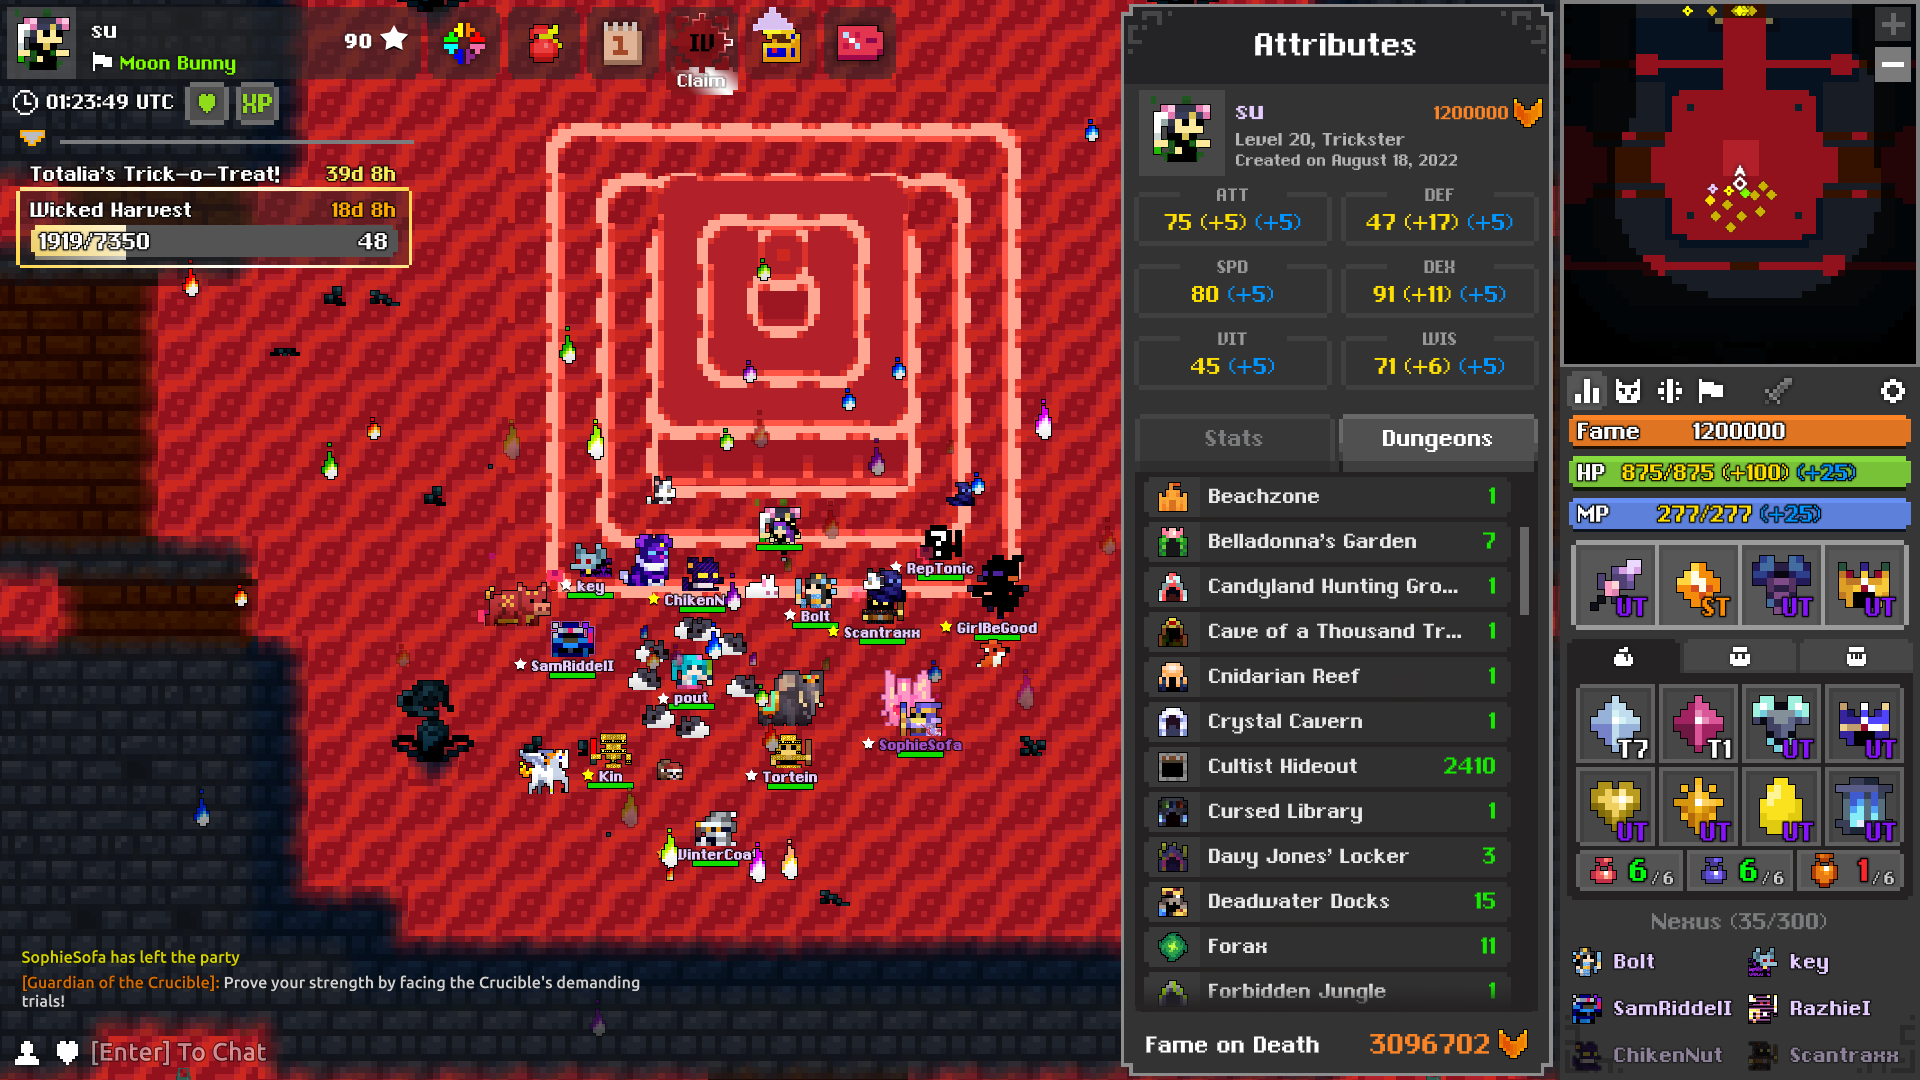 su
Moon Bunny
90
1
IV
Claim
01:23:49 UTC
XP
Totalia's Trick-o-Treat! 39d 8h
Wicked Harvest 18d 8h
1919/7350 48
key
ChikenN
RepTonic
Bolt
Scantraxx
GirlBeGood
SamRiddelI
pout
SophieSofa
Kin
Tortein
WinterCoa
SophieSofa has left the party
[Guardian of the Crucible]: Prove your strength by facing the Crucible's demanding
trials!
[Enter] To Chat
Attributes
su 1200000
Level 20, Trickster
Created on August 18, 2022
ATT DEF
75 (+5) (+5) 47 (+17) (+5)
SPD DEX
80 (+5) 91 (+11) (+5)
VIT WIS
45 (+5) 71 (+6) (+5)
Stats Dungeons
Beachzone 1
Belladonna's Garden 7
Candyland Hunting Gro... 1
Cave of a Thousand Tr... 1
Cnidarian Reef 1
Crystal Cavern 1
Cultist Hideout 2410
Cursed Library 1
Davy Jones' Locker 3
Deadwater Docks 15
Forax 11
Forbidden Jungle 1
Fame on Death 3096702
Fame 1200000
HP 875/875 (+100) (+25)
MP 277/277 (+25)
UT ST UT UT
T7 T1 UT UT
UT UT UT UT
6/6 6/6 1/6
Nexus (35/300)
Bolt key
SamRiddelI RazhieI
ChikenNut Scantraxx